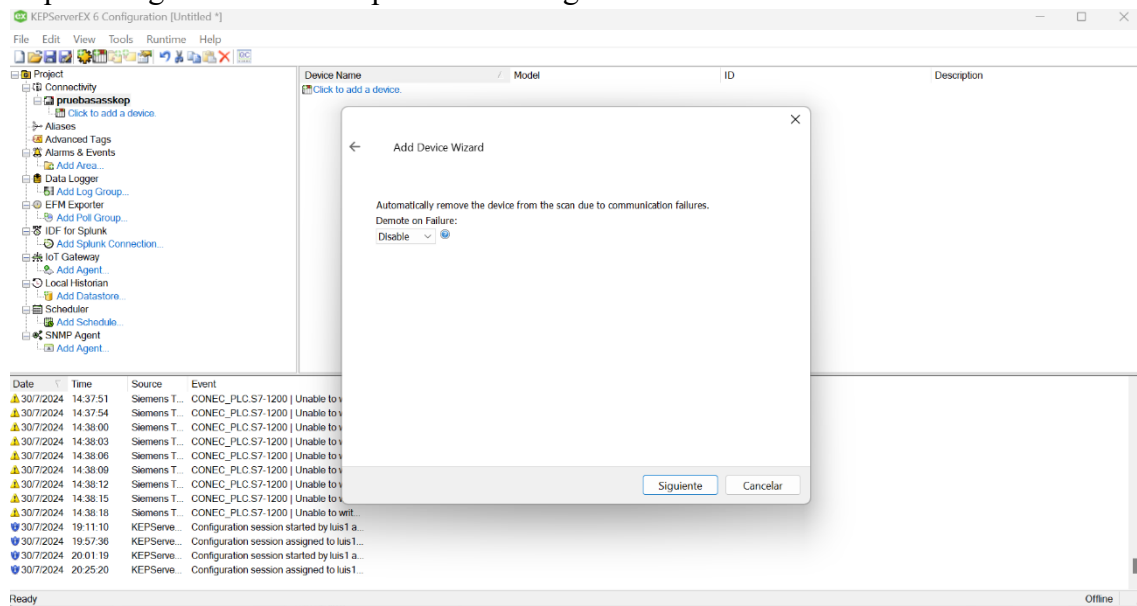 KEPServerEX 6 Configuration [Untitled *]
File Edit View Tools Runtime Help
Project
Connectivity
pruebasasskep
Click to add a device.
Aliases
Advanced Tags
Alarms & Events
Add Area...
Data Logger
Add Log Group...
EFM Exporter
Add Poll Group...
IDF for Splunk
Add Splunk Connection...
IoT Gateway
Add Agent...
Local Historian
Add Datastore...
Scheduler
Add Schedule...
SNMP Agent
Add Agent...
Device Name Model ID Description
Click to add a device.
Add Device Wizard
Automatically remove the device from the scan due to communication failures.
Demote on Failure:
Disable
Siguiente Cancelar
Date Time Source Event
30/7/2024 14:37:51 Siemens T... CONEC_PLC.S7-1200 | Unable to
30/7/2024 14:37:54 Siemens T... CONEC_PLC.S7-1200 | Unable to
30/7/2024 14:38:00 Siemens T... CONEC_PLC.S7-1200 | Unable to
30/7/2024 14:38:03 Siemens T... CONEC_PLC.S7-1200 | Unable to
30/7/2024 14:38:06 Siemens T... CONEC_PLC.S7-1200 | Unable to
30/7/2024 14:38:09 Siemens T... CONEC_PLC.S7-1200 | Unable to
30/7/2024 14:38:12 Siemens T... CONEC_PLC.S7-1200 | Unable to
30/7/2024 14:38:15 Siemens T... CONEC_PLC.S7-1200 | Unable to
30/7/2024 14:38:18 Siemens T... CONEC_PLC.S7-1200 | Unable to writ...
30/7/2024 19:11:10 KEPServe... Configuration session started by luis1 a...
30/7/2024 19:57:36 KEPServe... Configuration session assigned to luis1...
30/7/2024 20:01:19 KEPServe... Configuration session started by luis1 a...
30/7/2024 20:25:20 KEPServe... Configuration session assigned to luis1...
Ready Offline